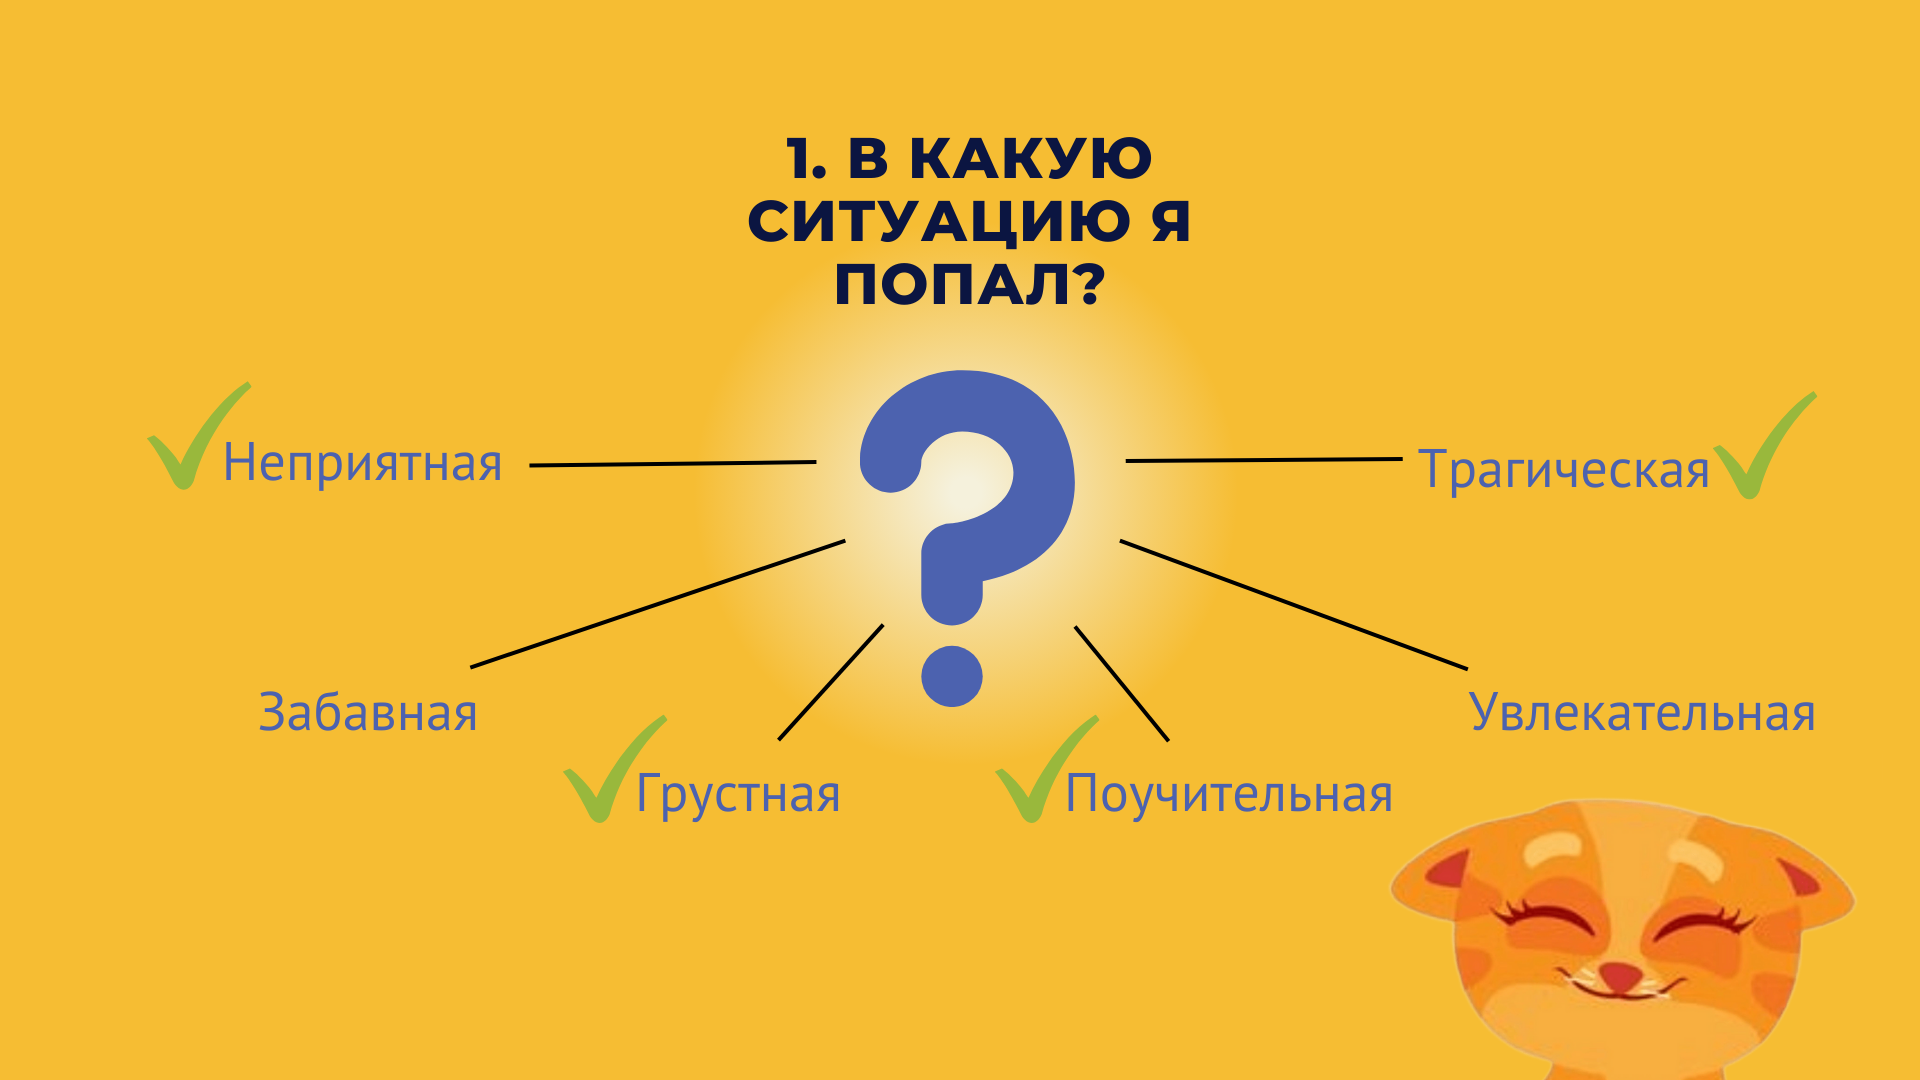 1. В КАКУЮ
СИТУАЦИЮ Я
ПОПАЛ?
Неприятная
Трагическая
Забавная
Увлекательная
Грустная
Поучительная